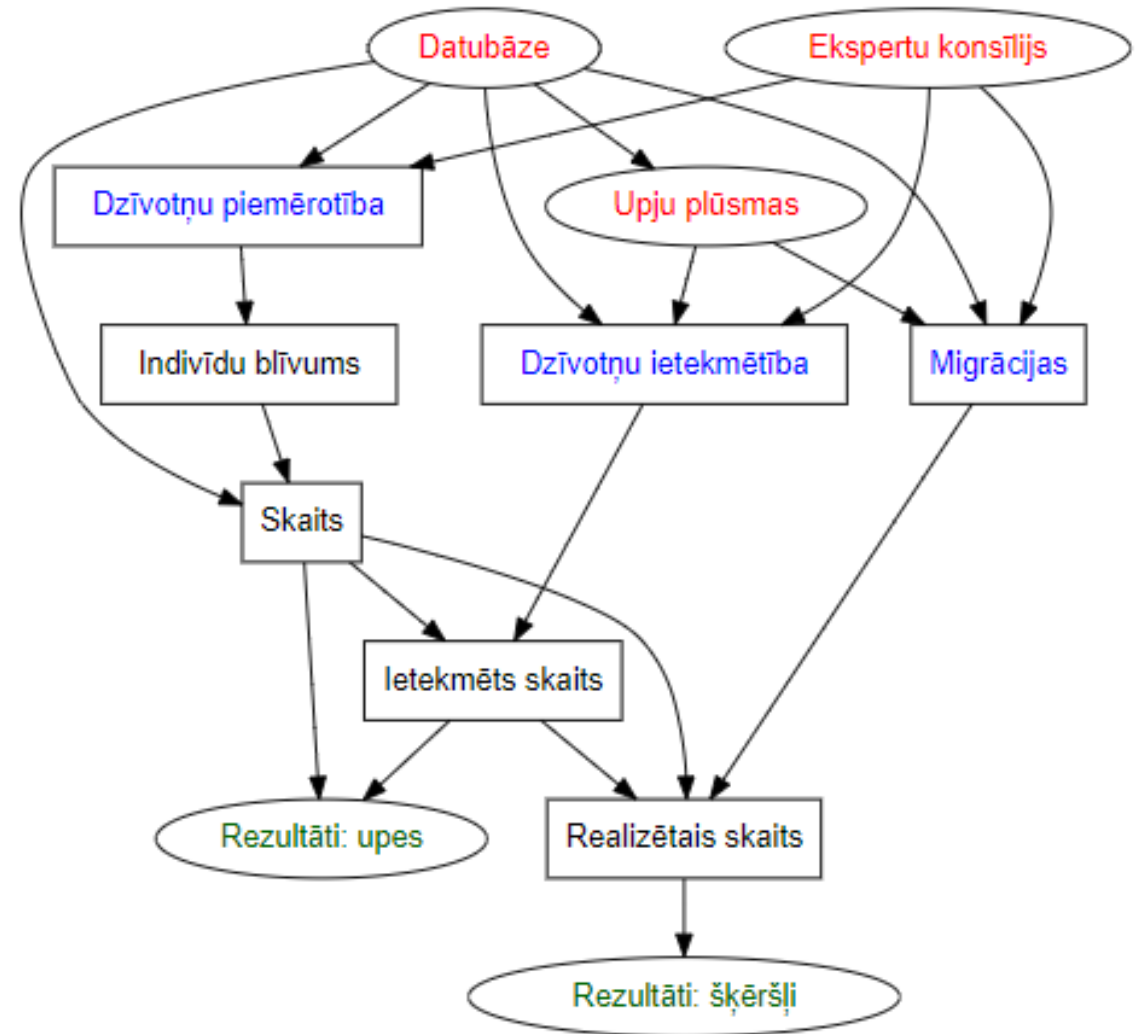 Datubāze
Ekspertu konsīlijs
Dzīvotņu piemērotība
Upju plūsmas
Indivīdu blīvums
Dzīvotņu ietekmētība
Migrācijas
Skaits
Ietekmēts skaits
Rezultāti: upes
Realizētais skaits
Rezultāti: šķēršļi